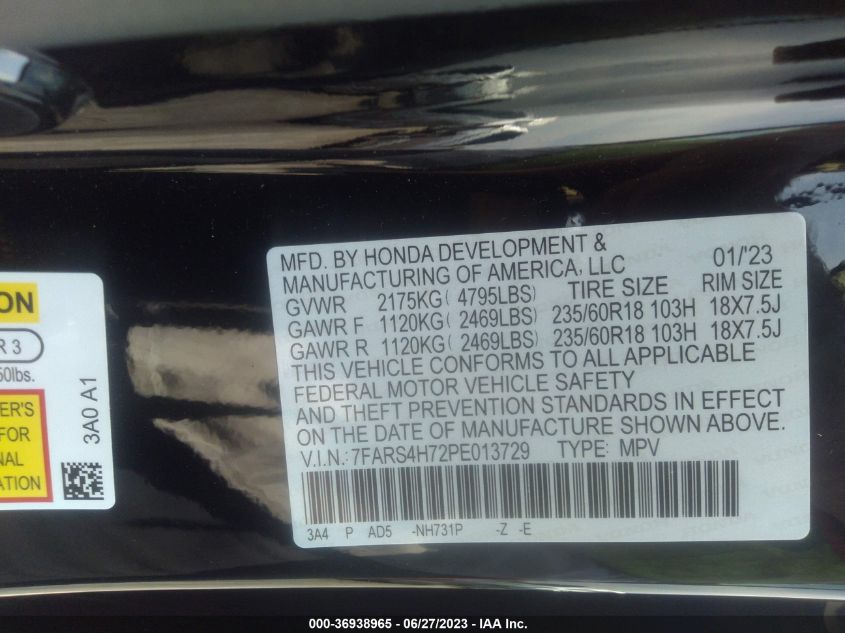 MFD. BY HONDA DEVELOPMENT &
MANUFACTURING OF AMERICA, LLC 01/'23
GVWR 2175KG( 4795LBS) TIRE SIZE RIM SIZE
GAWR F 1120KG( 2469LBS) 235/60R18 103H 18X7.5J
GAWR R 1120KG( 2469LBS) 235/60R18 103H 18X7.5J
THIS VEHICLE CONFORMS TO ALL APPLICABLE
FEDERAL MOTOR VEHICLE SAFETY
AND THEFT PREVENTION STANDARDS IN EFFECT
ON THE DATE OF MANUFACTURE SHOWN ABOVE.
V.I.N.:7FARS4H72PE013729 TYPE: MPV
3A4 P AD5 -NH731P -Z -E
ON
R 3
50lbs.
ER'S
FOR
NAL
ATION
3A0 A1
000-36938965 - 06/27/2023 - IAA Inc.